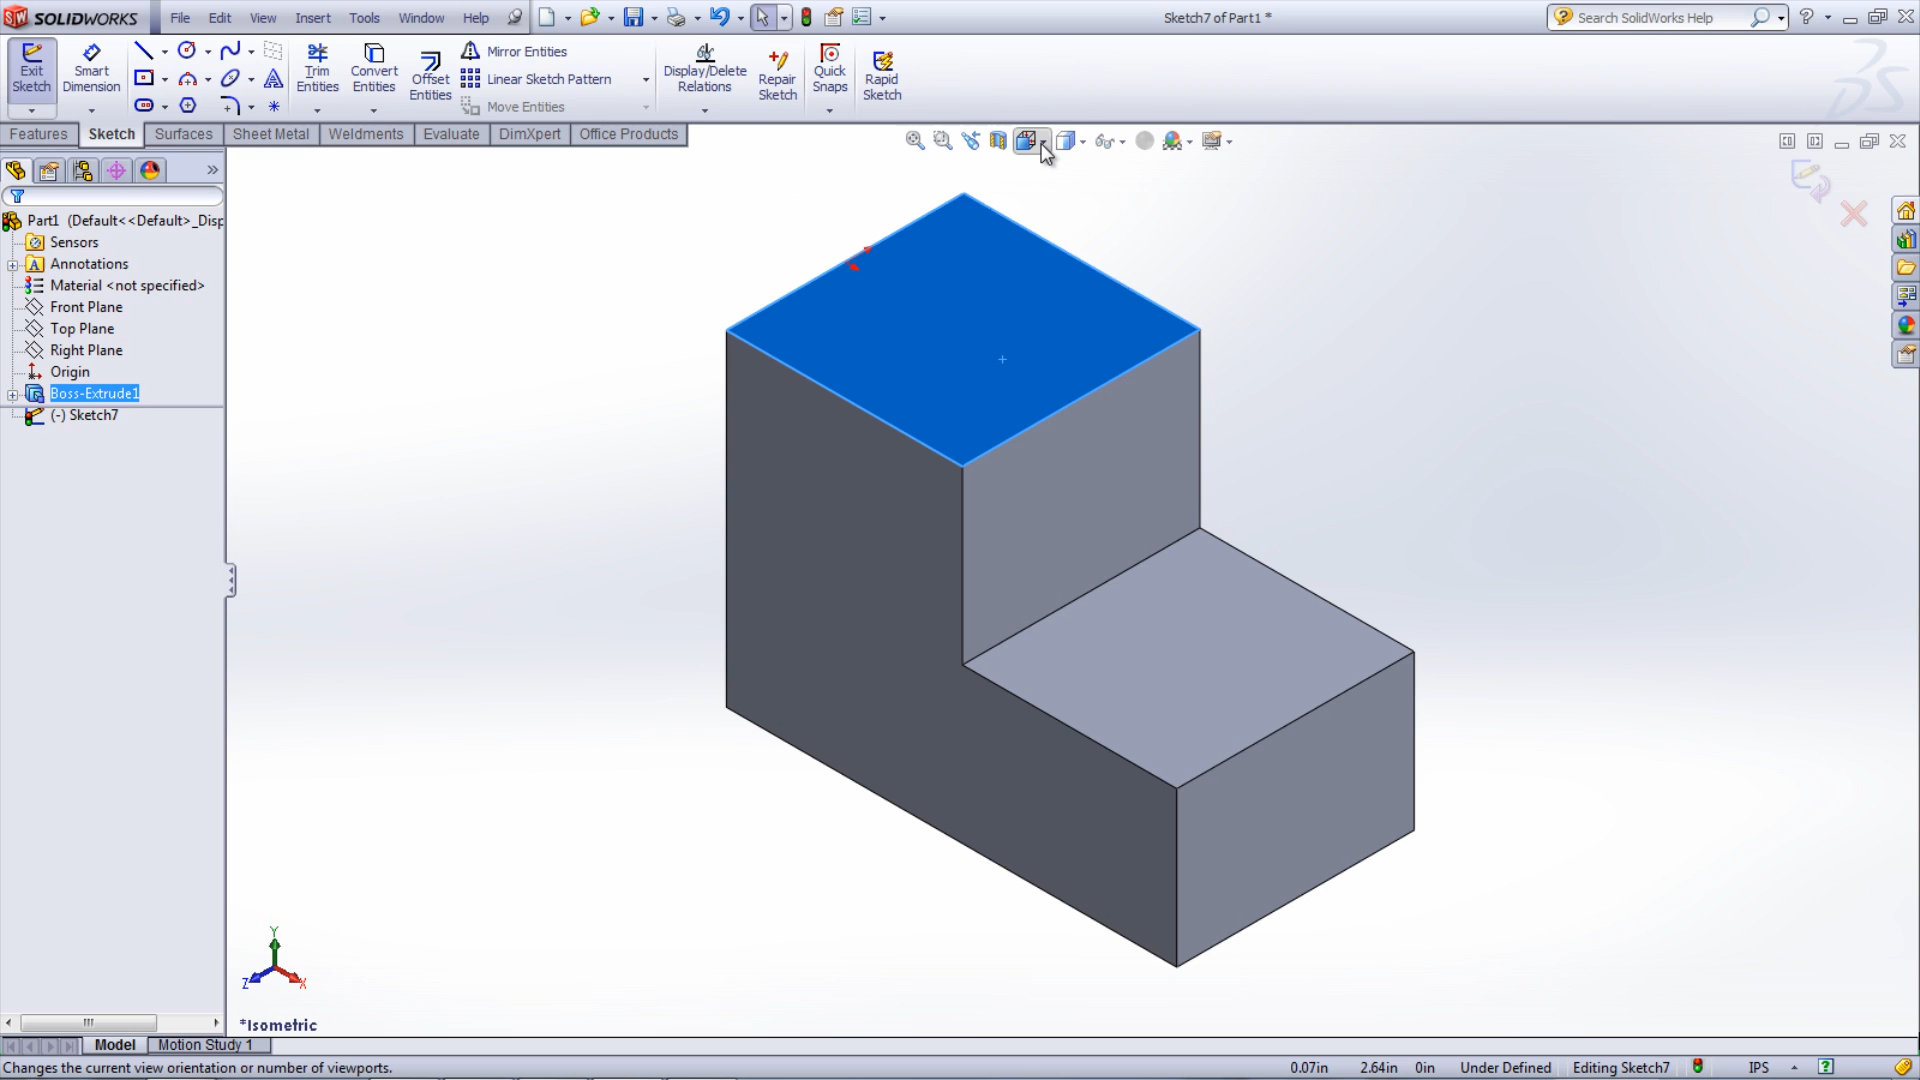 SOLIDWORKS File Edit View Insert Tools Window Help Sketch7 of Part1 * Search SolidWorks Help
Exit Sketch
Smart Dimension
Trim Entities
Convert Entities
Offset Entities
Mirror Entities
Linear Sketch Pattern
Move Entities
Display/Delete Relations
Repair Sketch
Quick Snaps
Rapid Sketch
Features Sketch Surfaces Sheet Metal Weldments Evaluate DimXpert Office Products
Part1 (Default<<Default>_Disp
Sensors
Annotations
Material <not specified>
Front Plane
Top Plane
Right Plane
Origin
Boss-Extrude1
(-) Sketch7
Y
Z X
*Isometric
Model Motion Study 1
Changes the current view orientation or number of viewports. 0.07in 2.64in 0in Under Defined Editing Sketch7 IPS